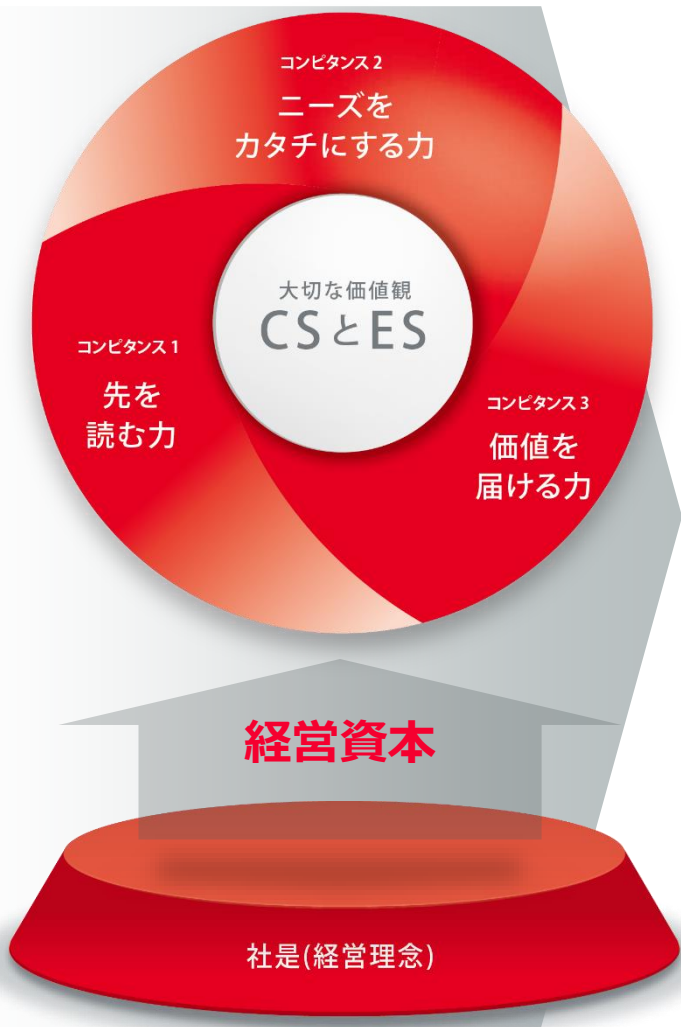 コンピタンス2
ニーズを
カタチにする力
大切な価値観
CSとES
コンピタンス1
先を
読む力
コンピタンス3
価値を
届ける力
経営資本
社是(経営理念)